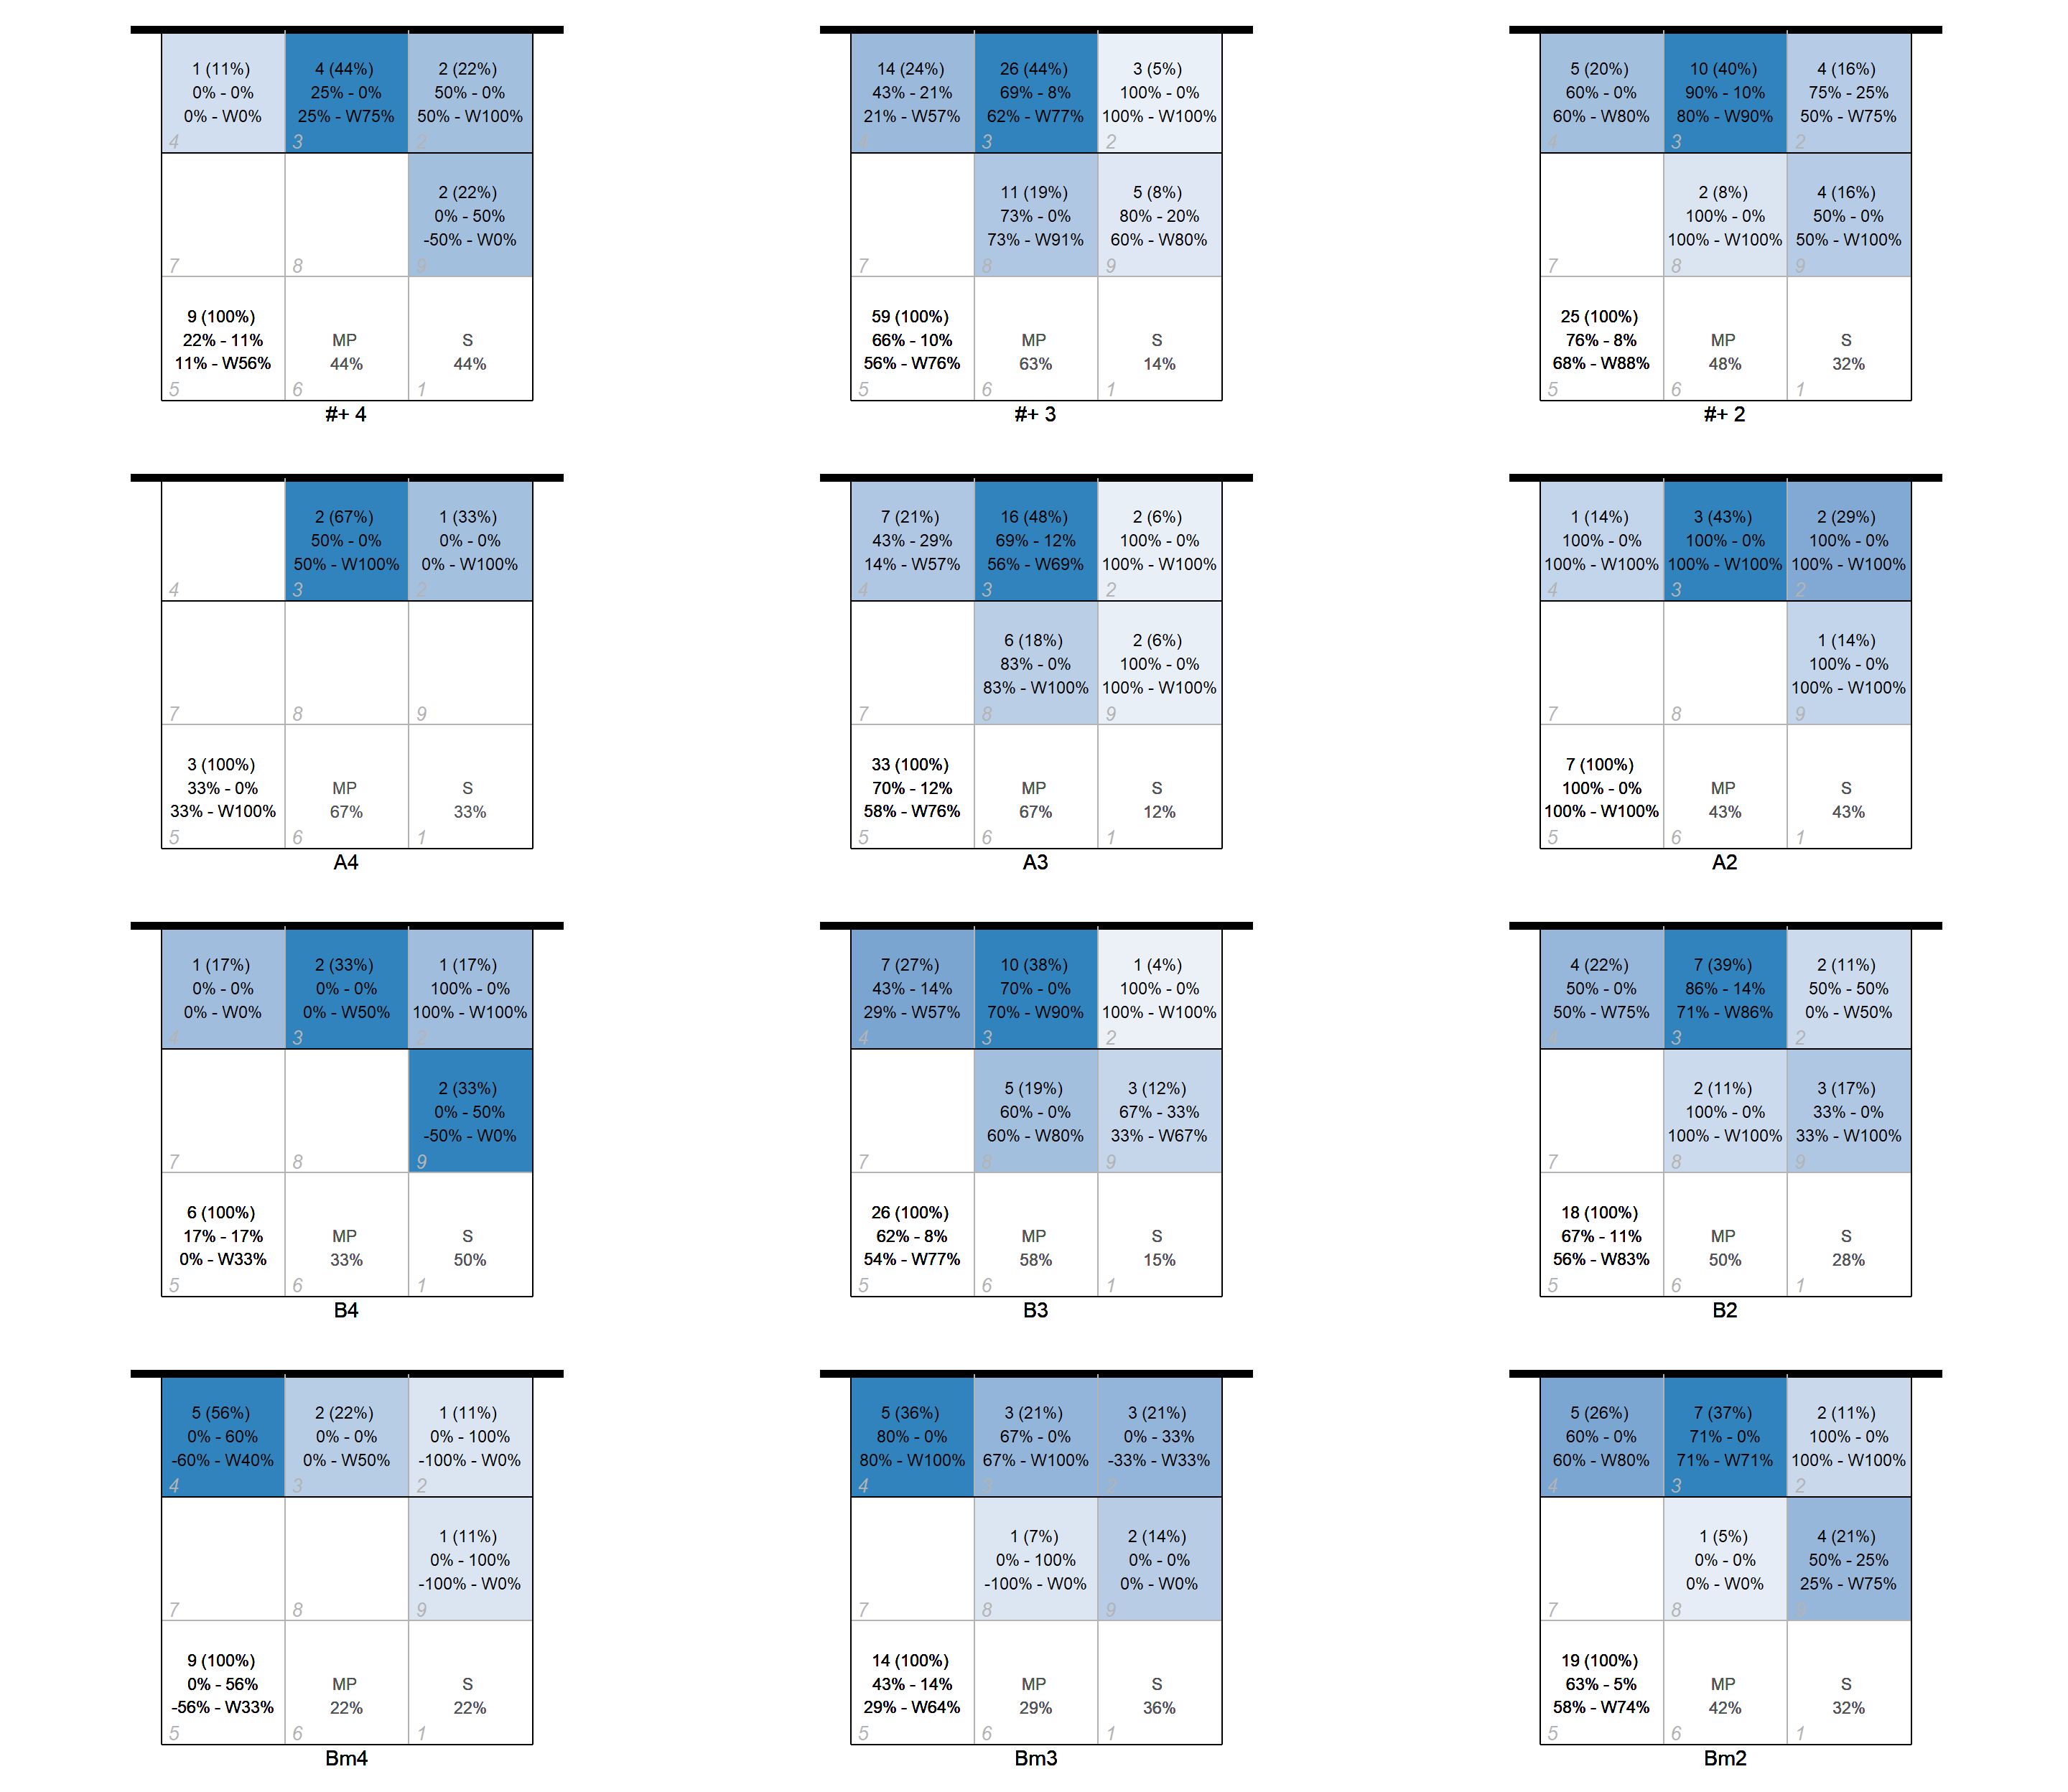 1 (11%)
0% - 0%
0% - W0%
4
4 (44%)
25% - 0%
25% - W75%
3
2 (22%)
50% - 0%
50% - W100%
2
7
8
2 (22%)
0% - 50%
-50% - W0%
9
9 (100%)
22% - 11%
11% - W56%
5
MP
44%
6
S
44%
1
#+ 4
14 (24%)
43% - 21%
21% - W57%
4
26 (44%)
69% - 8%
62% - W77%
3
3 (5%)
100% - 0%
100% - W100%
2
7
11 (19%)
73% - 0%
73% - W91%
8
5 (8%)
80% - 20%
60% - W80%
9
59 (100%)
66% - 10%
56% - W76%
5
MP
63%
6
S
14%
1
#+ 3
5 (20%)
60% - 0%
60% - W80%
4
10 (40%)
90% - 10%
80% - W90%
3
4 (16%)
75% - 25%
50% - W75%
2
7
2 (8%)
100% - 0%
100% - W100%
8
4 (16%)
50% - 0%
50% - W100%
9
25 (100%)
76% - 8%
68% - W88%
5
MP
48%
6
S
32%
1
#+ 2
4
2 (67%)
50% - 0%
50% - W100%
3
1 (33%)
0% - 0%
0% - W100%
2
7
8
9
3 (100%)
33% - 0%
33% - W100%
5
MP
67%
6
S
33%
1
A4
7 (21%)
43% - 29%
14% - W57%
4
16 (48%)
69% - 12%
56% - W69%
3
2 (6%)
100% - 0%
100% - W100%
2
7
6 (18%)
83% - 0%
83% - W100%
8
2 (6%)
100% - 0%
100% - W100%
9
33 (100%)
70% - 12%
58% - W76%
5
MP
67%
6
S
12%
1
A3
1 (14%)
100% - 0%
100% - W100%
4
3 (43%)
100% - 0%
100% - W100%
3
2 (29%)
100% - 0%
100% - W100%
2
7
8
1 (14%)
100% - 0%
100% - W100%
9
7 (100%)
100% - 0%
100% - W100%
5
MP
43%
6
S
43%
1
A2
1 (17%)
0% - 0%
0% - W0%
4
2 (33%)
0% - 0%
0% - W50%
3
1 (17%)
100% - 0%
100% - W100%
2
7
8
2 (33%)
0% - 50%
-50% - W0%
9
6 (100%)
17% - 17%
0% - W33%
5
MP
33%
6
S
50%
1
B4
7 (27%)
43% - 14%
29% - W57%
4
10 (38%)
70% - 0%
70% - W90%
3
1 (4%)
100% - 0%
100% - W100%
2
7
5 (19%)
60% - 0%
60% - W80%
8
3 (12%)
67% - 33%
33% - W67%
9
26 (100%)
62% - 8%
54% - W77%
5
MP
58%
6
S
15%
1
B3
4 (22%)
50% - 0%
50% - W75%
4
7 (39%)
86% - 14%
71% - W86%
3
2 (11%)
50% - 50%
0% - W50%
2
7
2 (11%)
100% - 0%
100% - W100%
8
3 (17%)
33% - 0%
33% - W100%
9
18 (100%)
67% - 11%
56% - W83%
5
MP
50%
6
S
28%
1
B2
5 (56%)
0% - 60%
-60% - W40%
4
2 (22%)
0% - 0%
0% - W50%
3
1 (11%)
0% - 100%
-100% - W0%
2
7
8
1 (11%)
0% - 100%
-100% - W0%
9
9 (100%)
0% - 56%
-56% - W33%
5
MP
22%
6
S
22%
1
Bm4
5 (36%)
80% - 0%
80% - W100%
4
3 (21%)
67% - 0%
67% - W100%
3
3 (21%)
0% - 33%
-33% - W33%
2
7
1 (7%)
0% - 100%
-100% - W0%
8
2 (14%)
0% - 0%
0% - W0%
9
14 (100%)
43% - 14%
29% - W64%
5
MP
29%
6
S
36%
1
Bm3
5 (26%)
60% - 0%
60% - W80%
4
7 (37%)
71% - 0%
71% - W71%
3
2 (11%)
100% - 0%
100% - W100%
2
7
1 (5%)
0% - 0%
0% - W0%
8
4 (21%)
50% - 25%
25% - W75%
9
19 (100%)
63% - 5%
58% - W74%
5
MP
42%
6
S
32%
1
Bm2